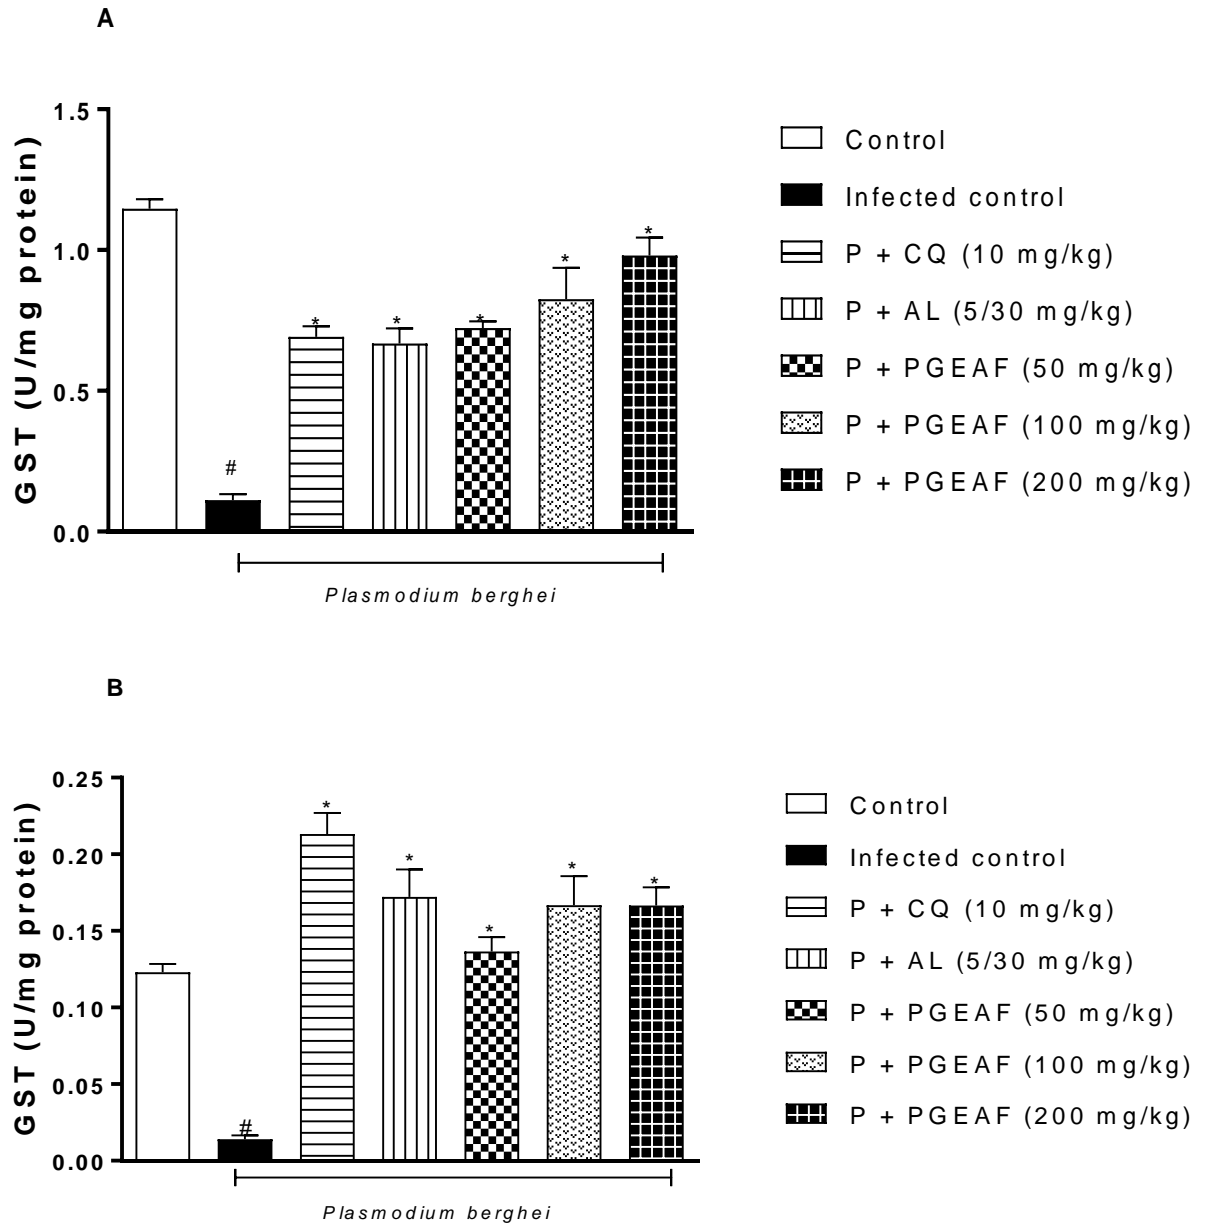 A
GST (U/mg protein)
1.5
1.0
0.5
0.0
#
*
*
*
*
*
Plasmodium berghei
Control
Infected control
P + CQ (10 mg/kg)
P + AL (5/30 mg/kg)
P + PGEAF (50 mg/kg)
P + PGEAF (100 mg/kg)
P + PGEAF (200 mg/kg)
B
GST (U/mg protein)
0.25
0.20
0.15
0.10
0.05
0.00
#
*
*
*
*
*
Plasmodium berghei
Control
Infected control
P + CQ (10 mg/kg)
P + AL (5/30 mg/kg)
P + PGEAF (50 mg/kg)
P + PGEAF (100 mg/kg)
P + PGEAF (200 mg/kg)